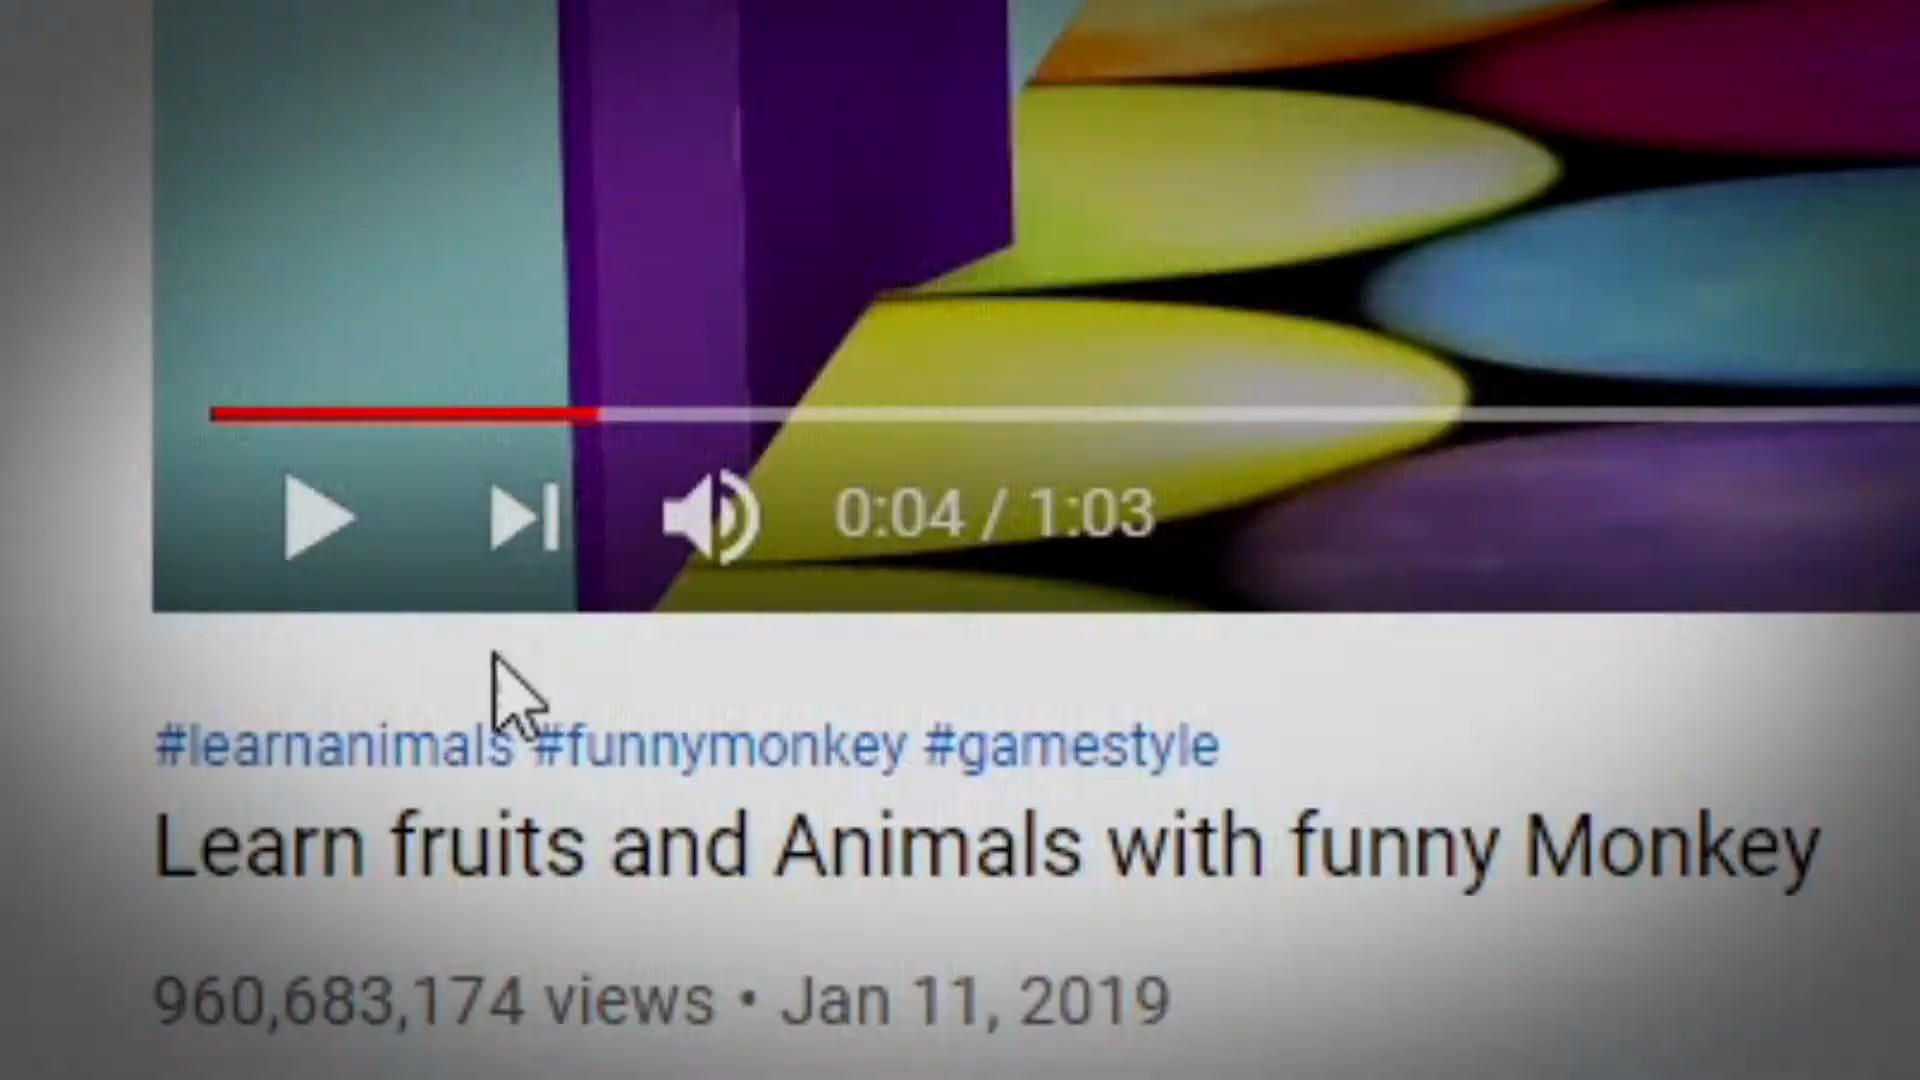 0:04 / 1:03
#learnanimals #funnymonkey #gamestyle
Learn fruits and Animals with funny Monkey
960,683,174 views • Jan 11, 2019